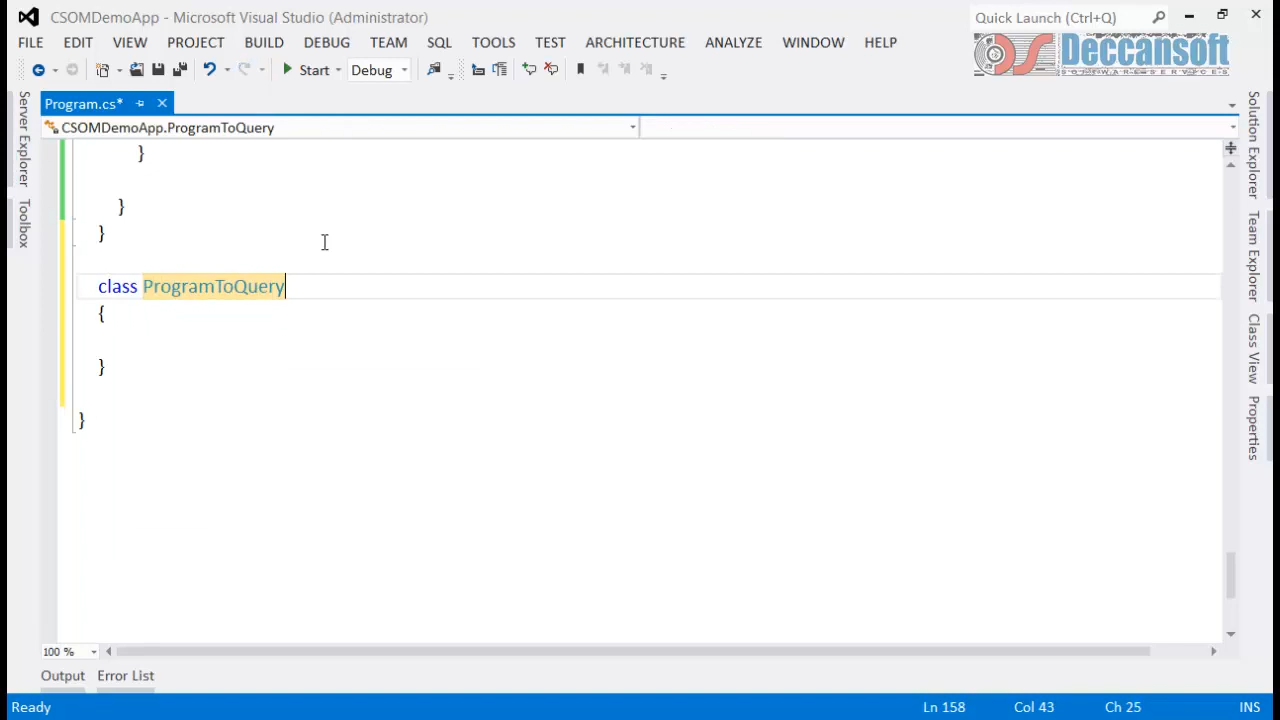 CSOMDemoApp - Microsoft Visual Studio (Administrator)
Quick Launch (Ctrl+Q)
FILE EDIT VIEW PROJECT BUILD DEBUG TEAM SQL TOOLS TEST ARCHITECTURE ANALYZE WINDOW HELP
Deccansoft
SOFTWARE SERVICES
Start Debug
Program.cs*
CSOMDemoApp.ProgramToQuery
Server Explorer
Toolbox
Solution Explorer
Team Explorer
Class View
Properties
}
}
}
class ProgramToQuery
{
}
}
100 %
Output Error List
Ready Ln 158 Col 43 Ch 25 INS